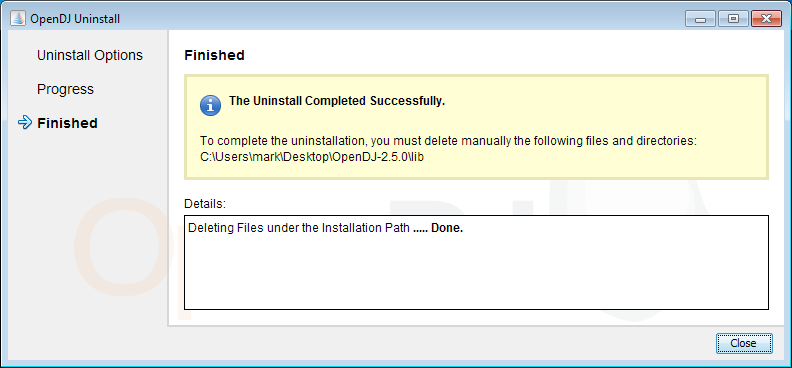 OpenDJ Uninstall
Uninstall Options
Progress
Finished
Finished
The Uninstall Completed Successfully.
To complete the uninstallation, you must delete manually the following files and directories:
C:\Users\mark\Desktop\OpenDJ-2.5.0\lib
Details:
Deleting Files under the Installation Path ..... Done.
Close